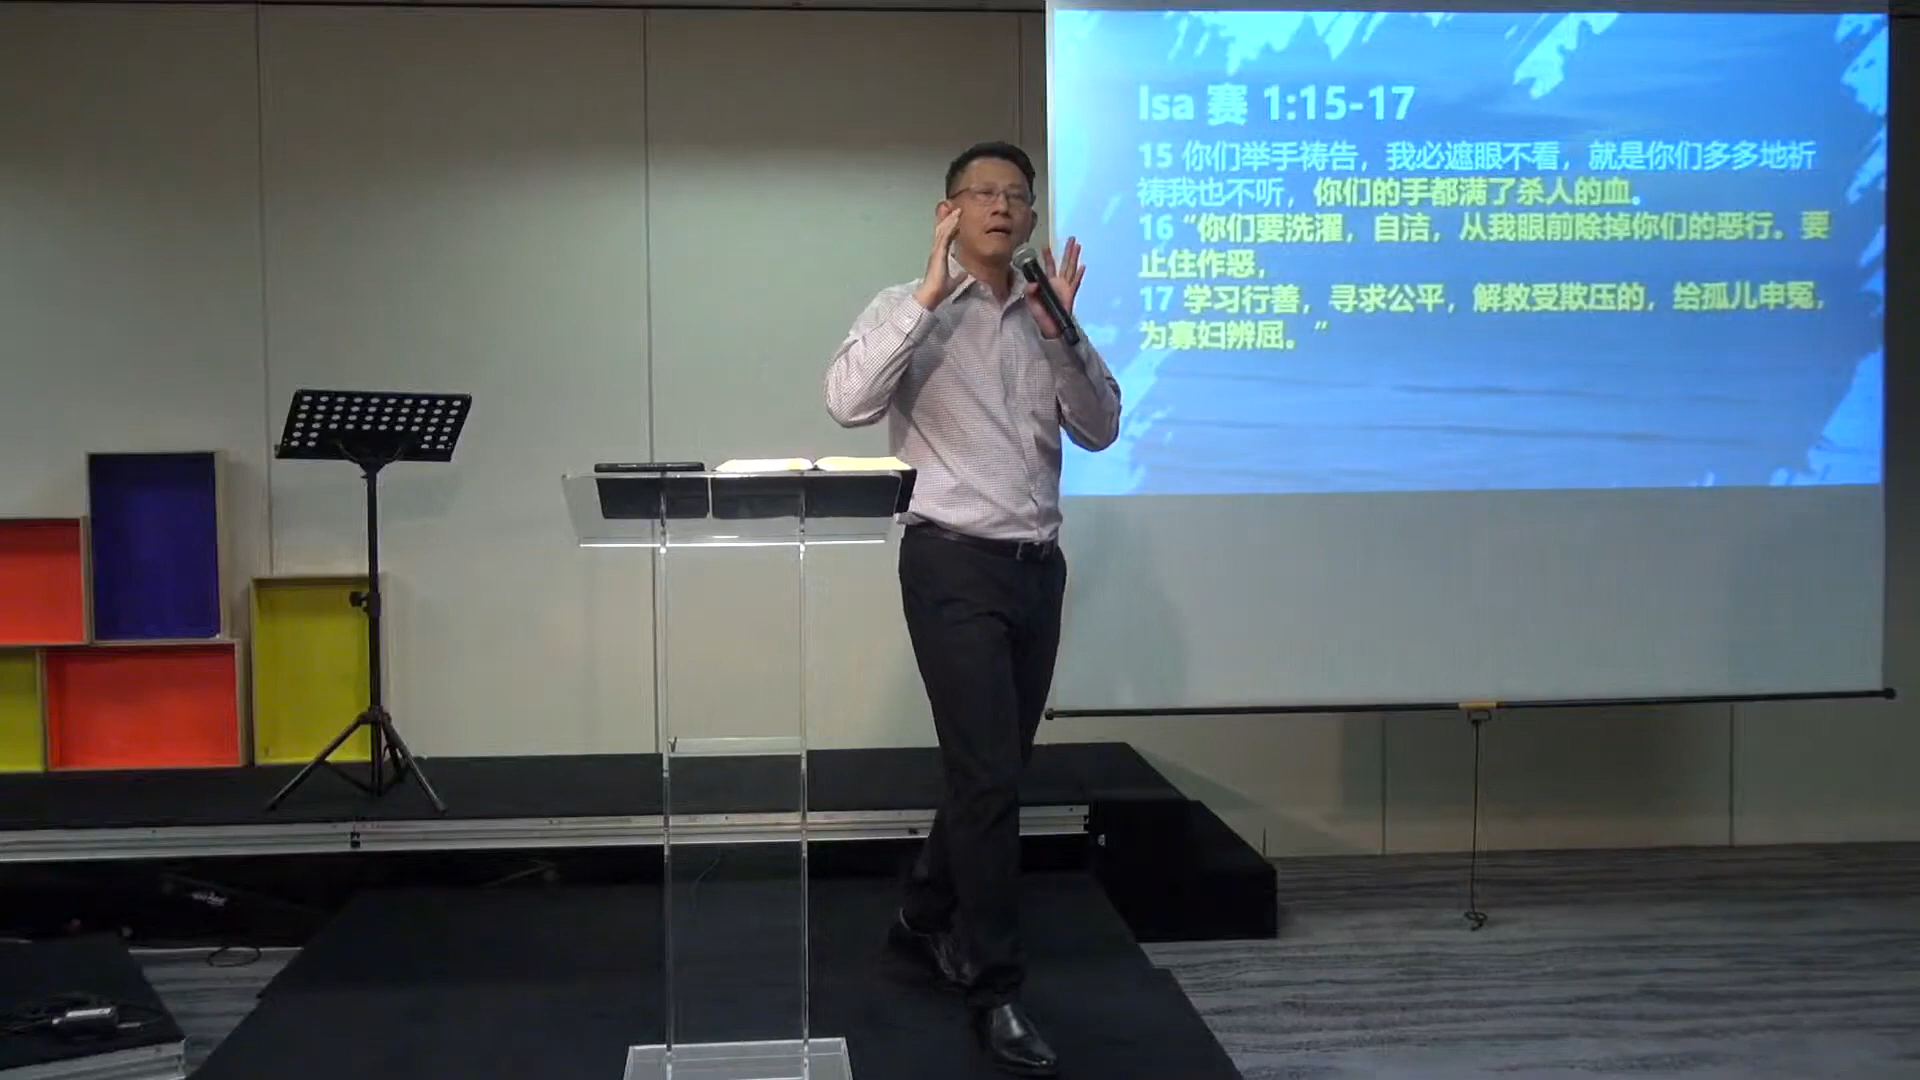 Isa 赛 1:15-17
15 你们举手祷告，我必遮眼不看，就是你们多多地祈
祷我也不听，你们的手都满了杀人的血。
16 “你们要洗濯，自洁，从我眼前除掉你们的恶行。要
止住作恶，
17 学习行善，寻求公平，解救受欺压的，给孤儿申冤，
为寡妇辨屈。”